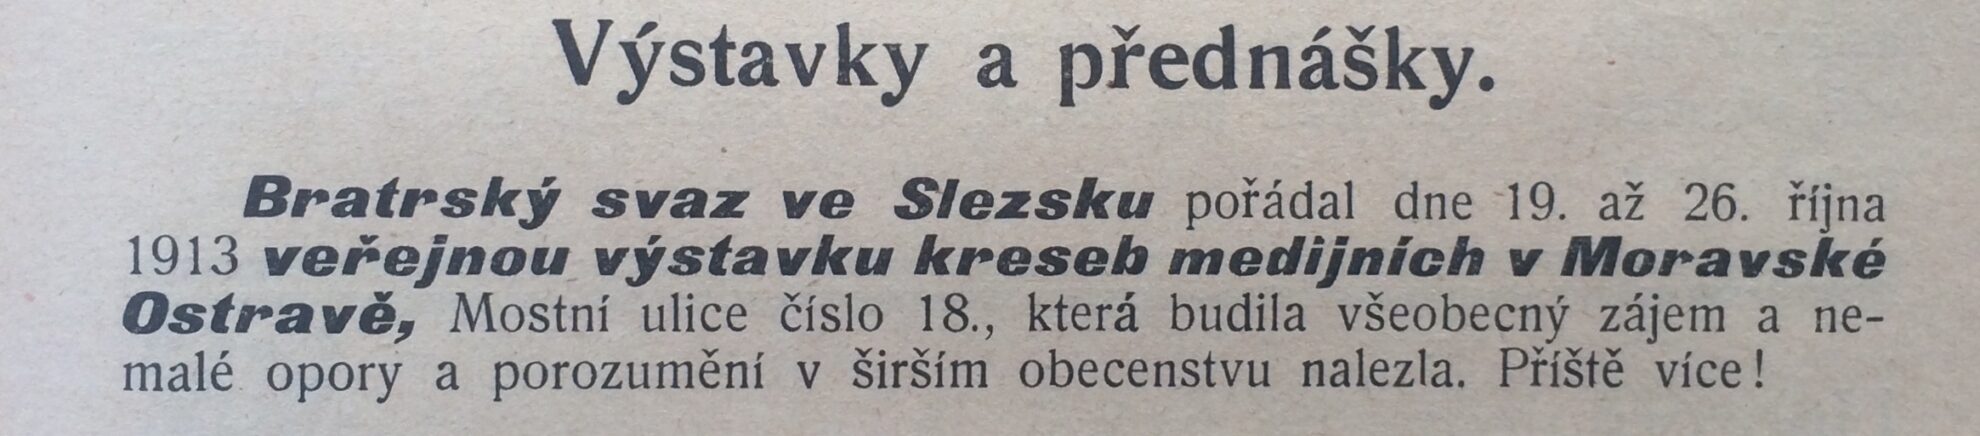 Výstavky a přednášky.
Bratrský svaz ve Slezsku pořádal dne 19. až 26. října
1913 veřejnou výstavku kreseb medijních v Moravské
Ostravě, Mostní ulice číslo 18., která budila všeobecný zájem a ne-
malé opory a porozumění v širším obecenstvu nalezla. Příště více!